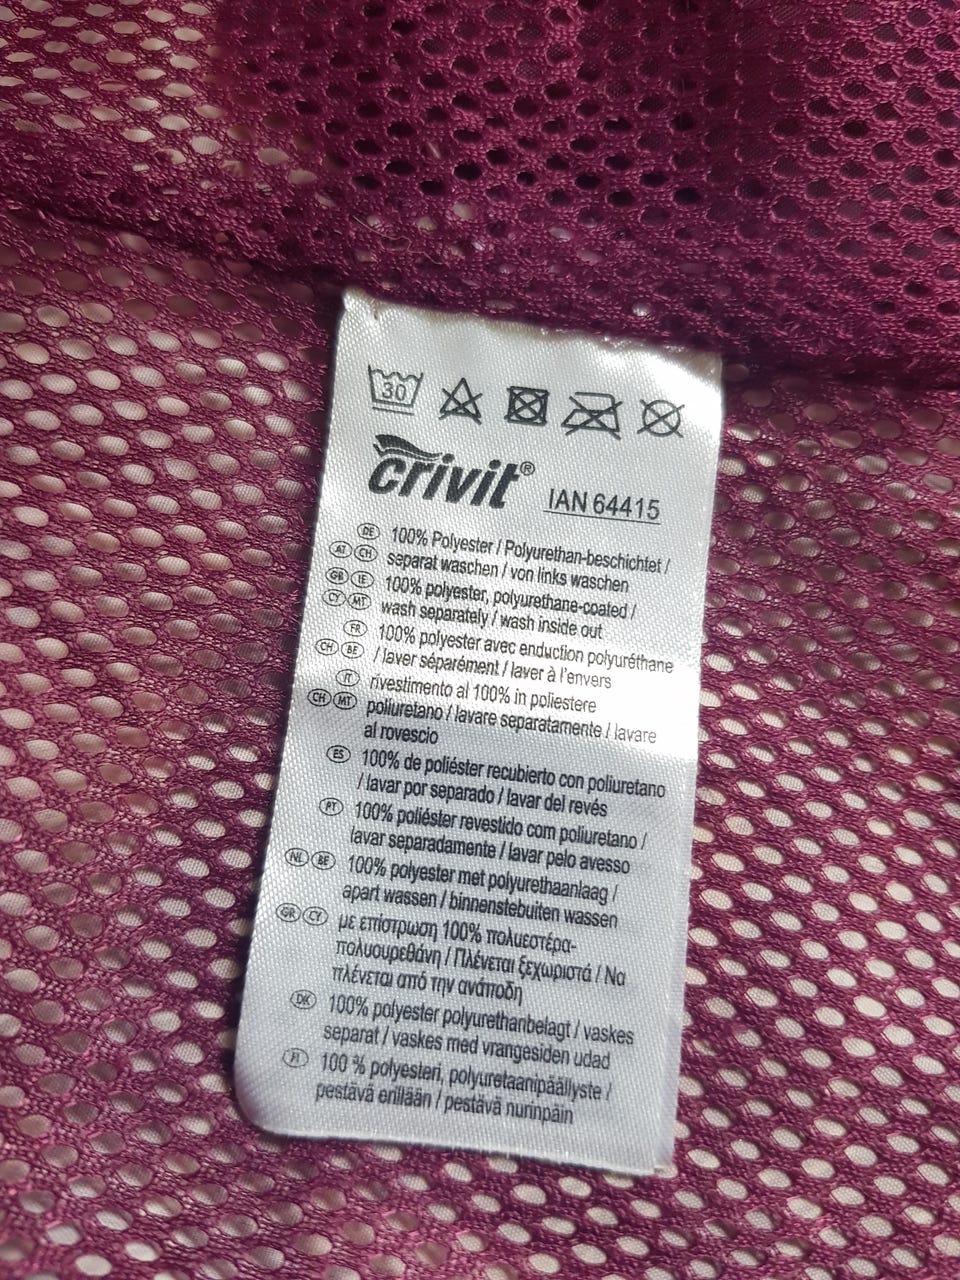 30
crivit® IAN 64415
DE 100% Polyester / Polyurethan-beschichtet /
AT CH separat waschen / von links waschen
GB IE 100% polyester, polyurethane-coated /
CY MT wash separately / wash inside out
FR 100% polyester avec enduction polyuréthane
CH BE / laver séparément / laver à l'envers
IT rivestimento al 100% in poliestere
CH MT poliuretano / lavare separatamente / lavare
al rovescio
ES 100% de poliéster recubierto con poliuretano
/ lavar por separado / lavar del revés
PT 100% poliéster revestido com poliuretano /
lavar separadamente / lavar pelo avesso
NL BE 100% polyester met polyurethaanlaag /
apart wassen / binnenstebuiten wassen
GR CY με επίστρωση 100% πολυεστέρα-
πολυουρεθάνη / Πλένεται ξεχωριστά / Να
πλένεται από την ανάποδη
DK 100% polyester polyurethanbelagt / vaskes
separat / vaskes med vrangesiden udad
FI 100 % polyesteri, polyuretaanipäällyste /
pestävä erillään / pestävä nurinpäin